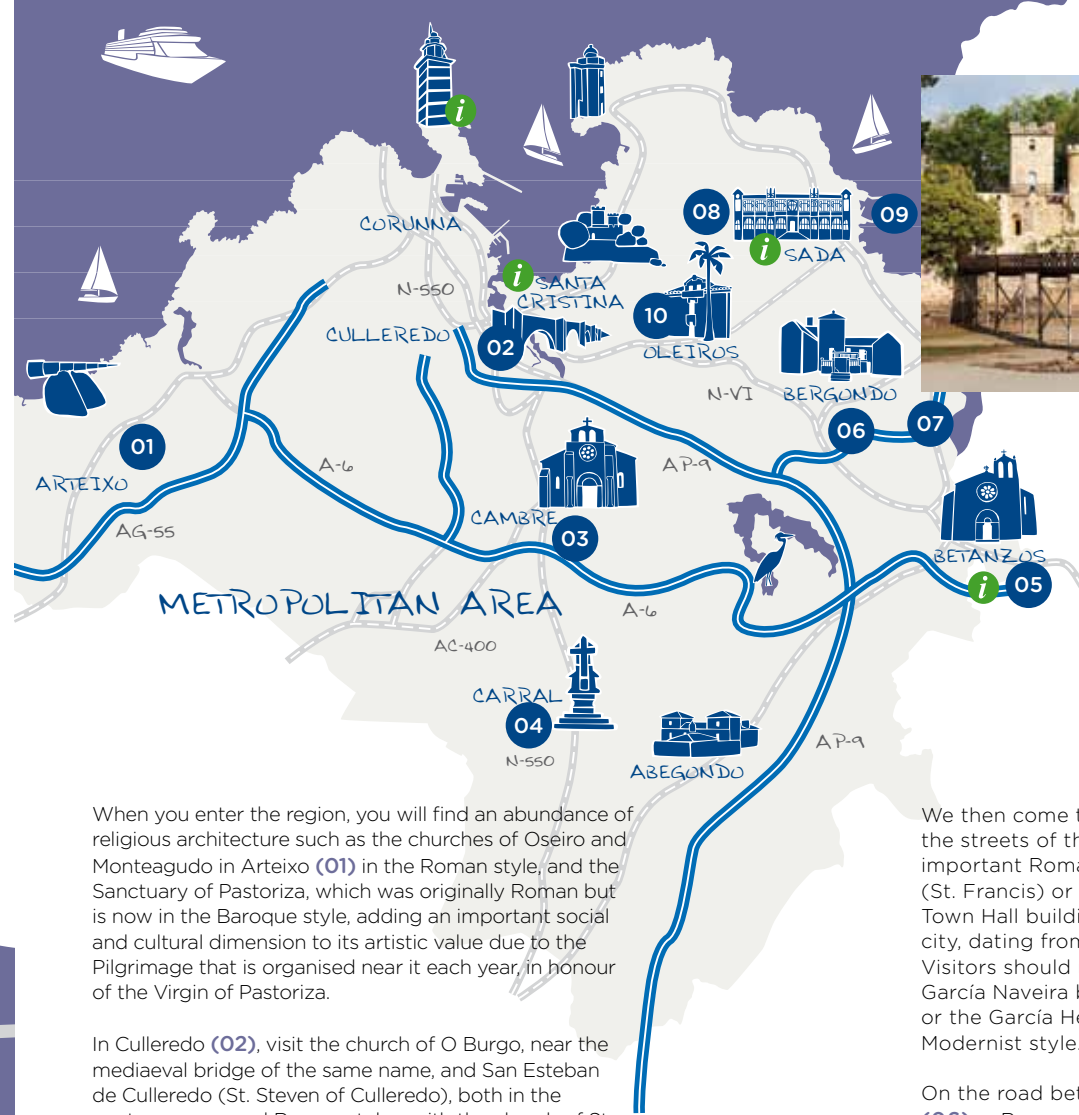 i
CORUNNA
08
09
i
SADA
N-550
i
SANTA
CRISTINA
10
CULLEREDO
02
OLEIROS
N-VI
BERGONDO
06
07
01
ARTEIXO
A-6
AP-9
AG-55
CAMBRE
03
BETANZOS
i
05
METROPOLITAN AREA
A-6
AC-400
CARRAL
04
N-550
ABEGONDO
AP-9
When you enter the region, you will find an abundance of
religious architecture such as the churches of Oseiro and
Monteagudo in Arteixo (01) in the Roman style, and the
Sanctuary of Pastoriza, which was originally Roman but
is now in the Baroque style, adding an important social
and cultural dimension to its artistic value due to the
Pilgrimage that is organised near it each year, in honour
of the Virgin of Pastoriza.
In Culleredo (02), visit the church of O Burgo, near the
mediaeval bridge of the same name, and San Esteban
de Culleredo (St. Steven of Culleredo), both in the
We then come
the streets of
important
(St. Francis) or
Town Hall
city, dating from
Visitors should
García Naveira
or the García
Modernist style
On the road